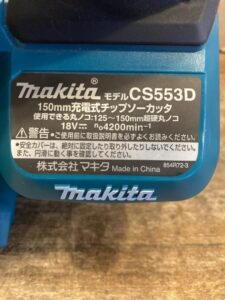 makita® モデル CS553D
150mm充電式チップソーカッタ
使用できる丸ノコ:125～150mm超硬丸ノコ
18V⎓ n₀4200min⁻¹
⚠警告 ●ご使用前に取扱説明書を必ずよくお読みください。
●安全カバーは、絶対に固定したり取り外したりしないでください。
また、円滑に動く事を確認してください。
株式会社 マキタ Made in China 854R72-3
makita